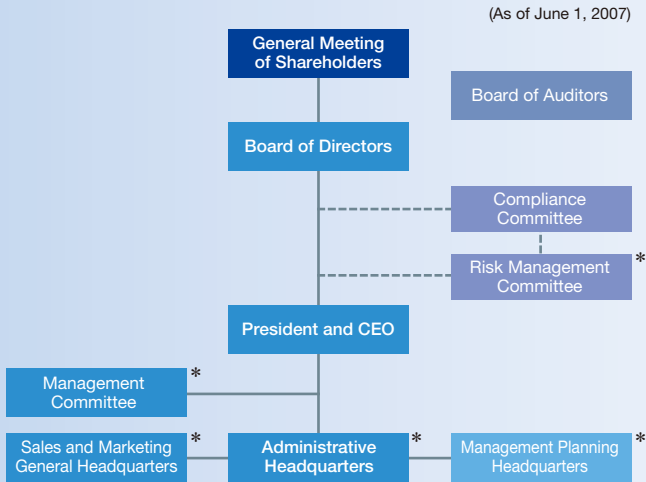 (As of June 1, 2007)
General Meeting
of Shareholders
Board of Auditors
Board of Directors
Compliance
Committee
Risk Management
Committee *
President and CEO
Management
Committee *
Sales and Marketing
General Headquarters *
Administrative
Headquarters *
Management Planning
Headquarters *